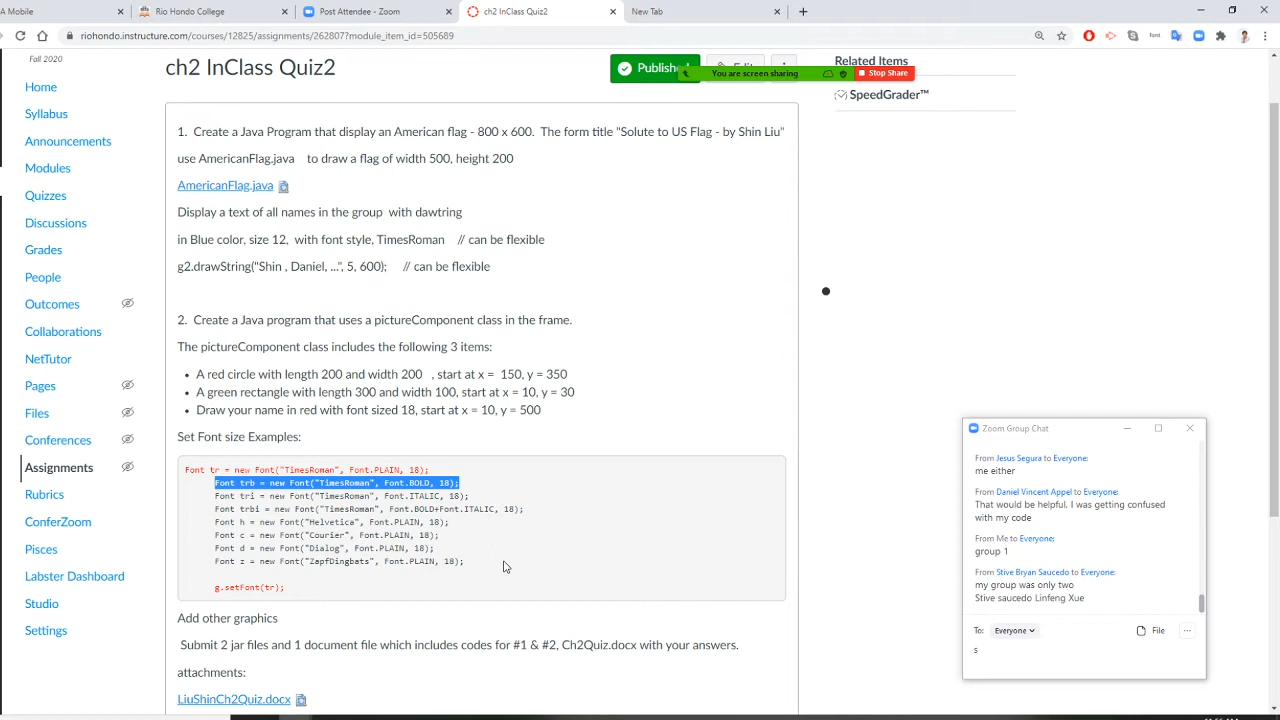 A Mobile
Rio Hondo College
Post Attendee - Zoom
ch2 InClass Quiz2
New Tab
riohondo.instructure.com/courses/12825/assignments/262807?module_item_id=505689
Fall 2020
Home
Syllabus
Announcements
Modules
Quizzes
Discussions
Grades
People
Outcomes
Collaborations
NetTutor
Pages
Files
Conferences
Assignments
Rubrics
ConferZoom
Pisces
Labster Dashboard
Studio
Settings
ch2 InClass Quiz2
Published
Edit
You are screen sharing
Stop Share
Related Items
SpeedGrader™
1. Create a Java Program that display an American flag - 800 x 600. The form title "Solute to US Flag - by Shin Liu"
use AmericanFlag.java to draw a flag of width 500, height 200
AmericanFlag.java
Display a text of all names in the group with dawtring
in Blue color, size 12, with font style, TimesRoman // can be flexible
g2.drawString("Shin , Daniel, ...", 5, 600); // can be flexible
2. Create a Java program that uses a pictureComponent class in the frame.
The pictureComponent class includes the following 3 items:
• A red circle with length 200 and width 200 , start at x = 150, y = 350
• A green rectangle with length 300 and width 100, start at x = 10, y = 30
• Draw your name in red with font sized 18, start at x = 10, y = 500
Set Font size Examples:
Font tr = new Font("TimesRoman", Font.PLAIN, 18);
Font trb = new Font("TimesRoman", Font.BOLD, 18);
Font tri = new Font("TimesRoman", Font.ITALIC, 18);
Font trbi = new Font("TimesRoman", Font.BOLD+Font.ITALIC, 18);
Font h = new Font("Helvetica", Font.PLAIN, 18);
Font c = new Font("Courier", Font.PLAIN, 18);
Font d = new Font("Dialog", Font.PLAIN, 18);
Font z = new Font("ZapfDingbats", Font.PLAIN, 18);
g.setFont(tr);
Add other graphics
Submit 2 jar files and 1 document file which includes codes for #1 & #2, Ch2Quiz.docx with your answers.
attachments:
LiuShinCh2Quiz.docx
Zoom Group Chat
From Jesus Segura to Everyone:
me either
From Daniel Vincent Appel to Everyone:
That would be helpful. I was getting confused
with my code
From Me to Everyone:
group 1
From Stive Bryan Saucedo to Everyone:
my group was only two
Stive saucedo Linfeng Xue
To: Everyone
File
s